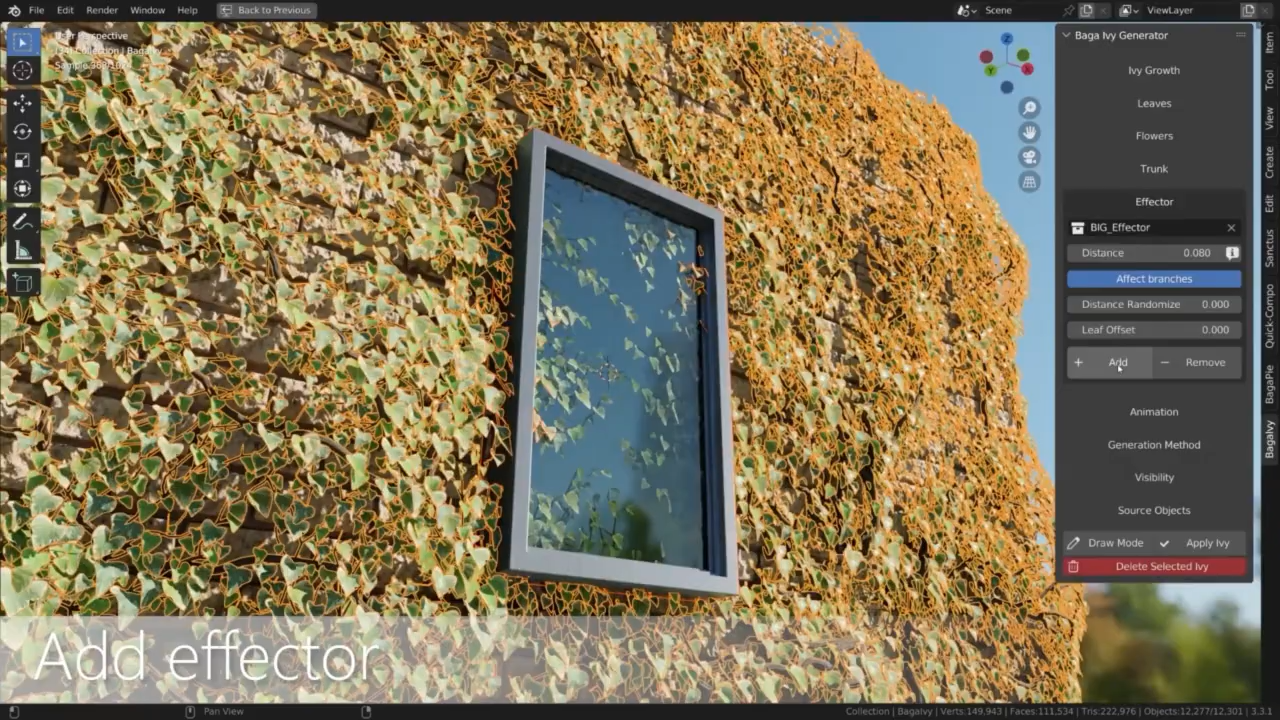 File Edit Render Window Help Back to Previous Scene ViewLayer
User Perspective
Baga Ivy Generator
Ivy Growth
Leaves
Flowers
Trunk
Effector
BIG_Effector
Distance 0.080
Affect branches
Distance Randomize 0.000
Leaf Offset 0.000
Add Remove
Animation
Generation Method
Visibility
Source Objects
Draw Mode Apply Ivy
Delete Selected Ivy
Item
Tool
View
Create
Edit
Sanctus
Quick-Compo
BagaPie
BagaIvy
Z
Y
X
Add effector
Pan View
Collection | BagaIvy | Verts:149,943 | Faces:111,534 | Tris:222,976 | Objects:12,277/12,301 | 3.3.1